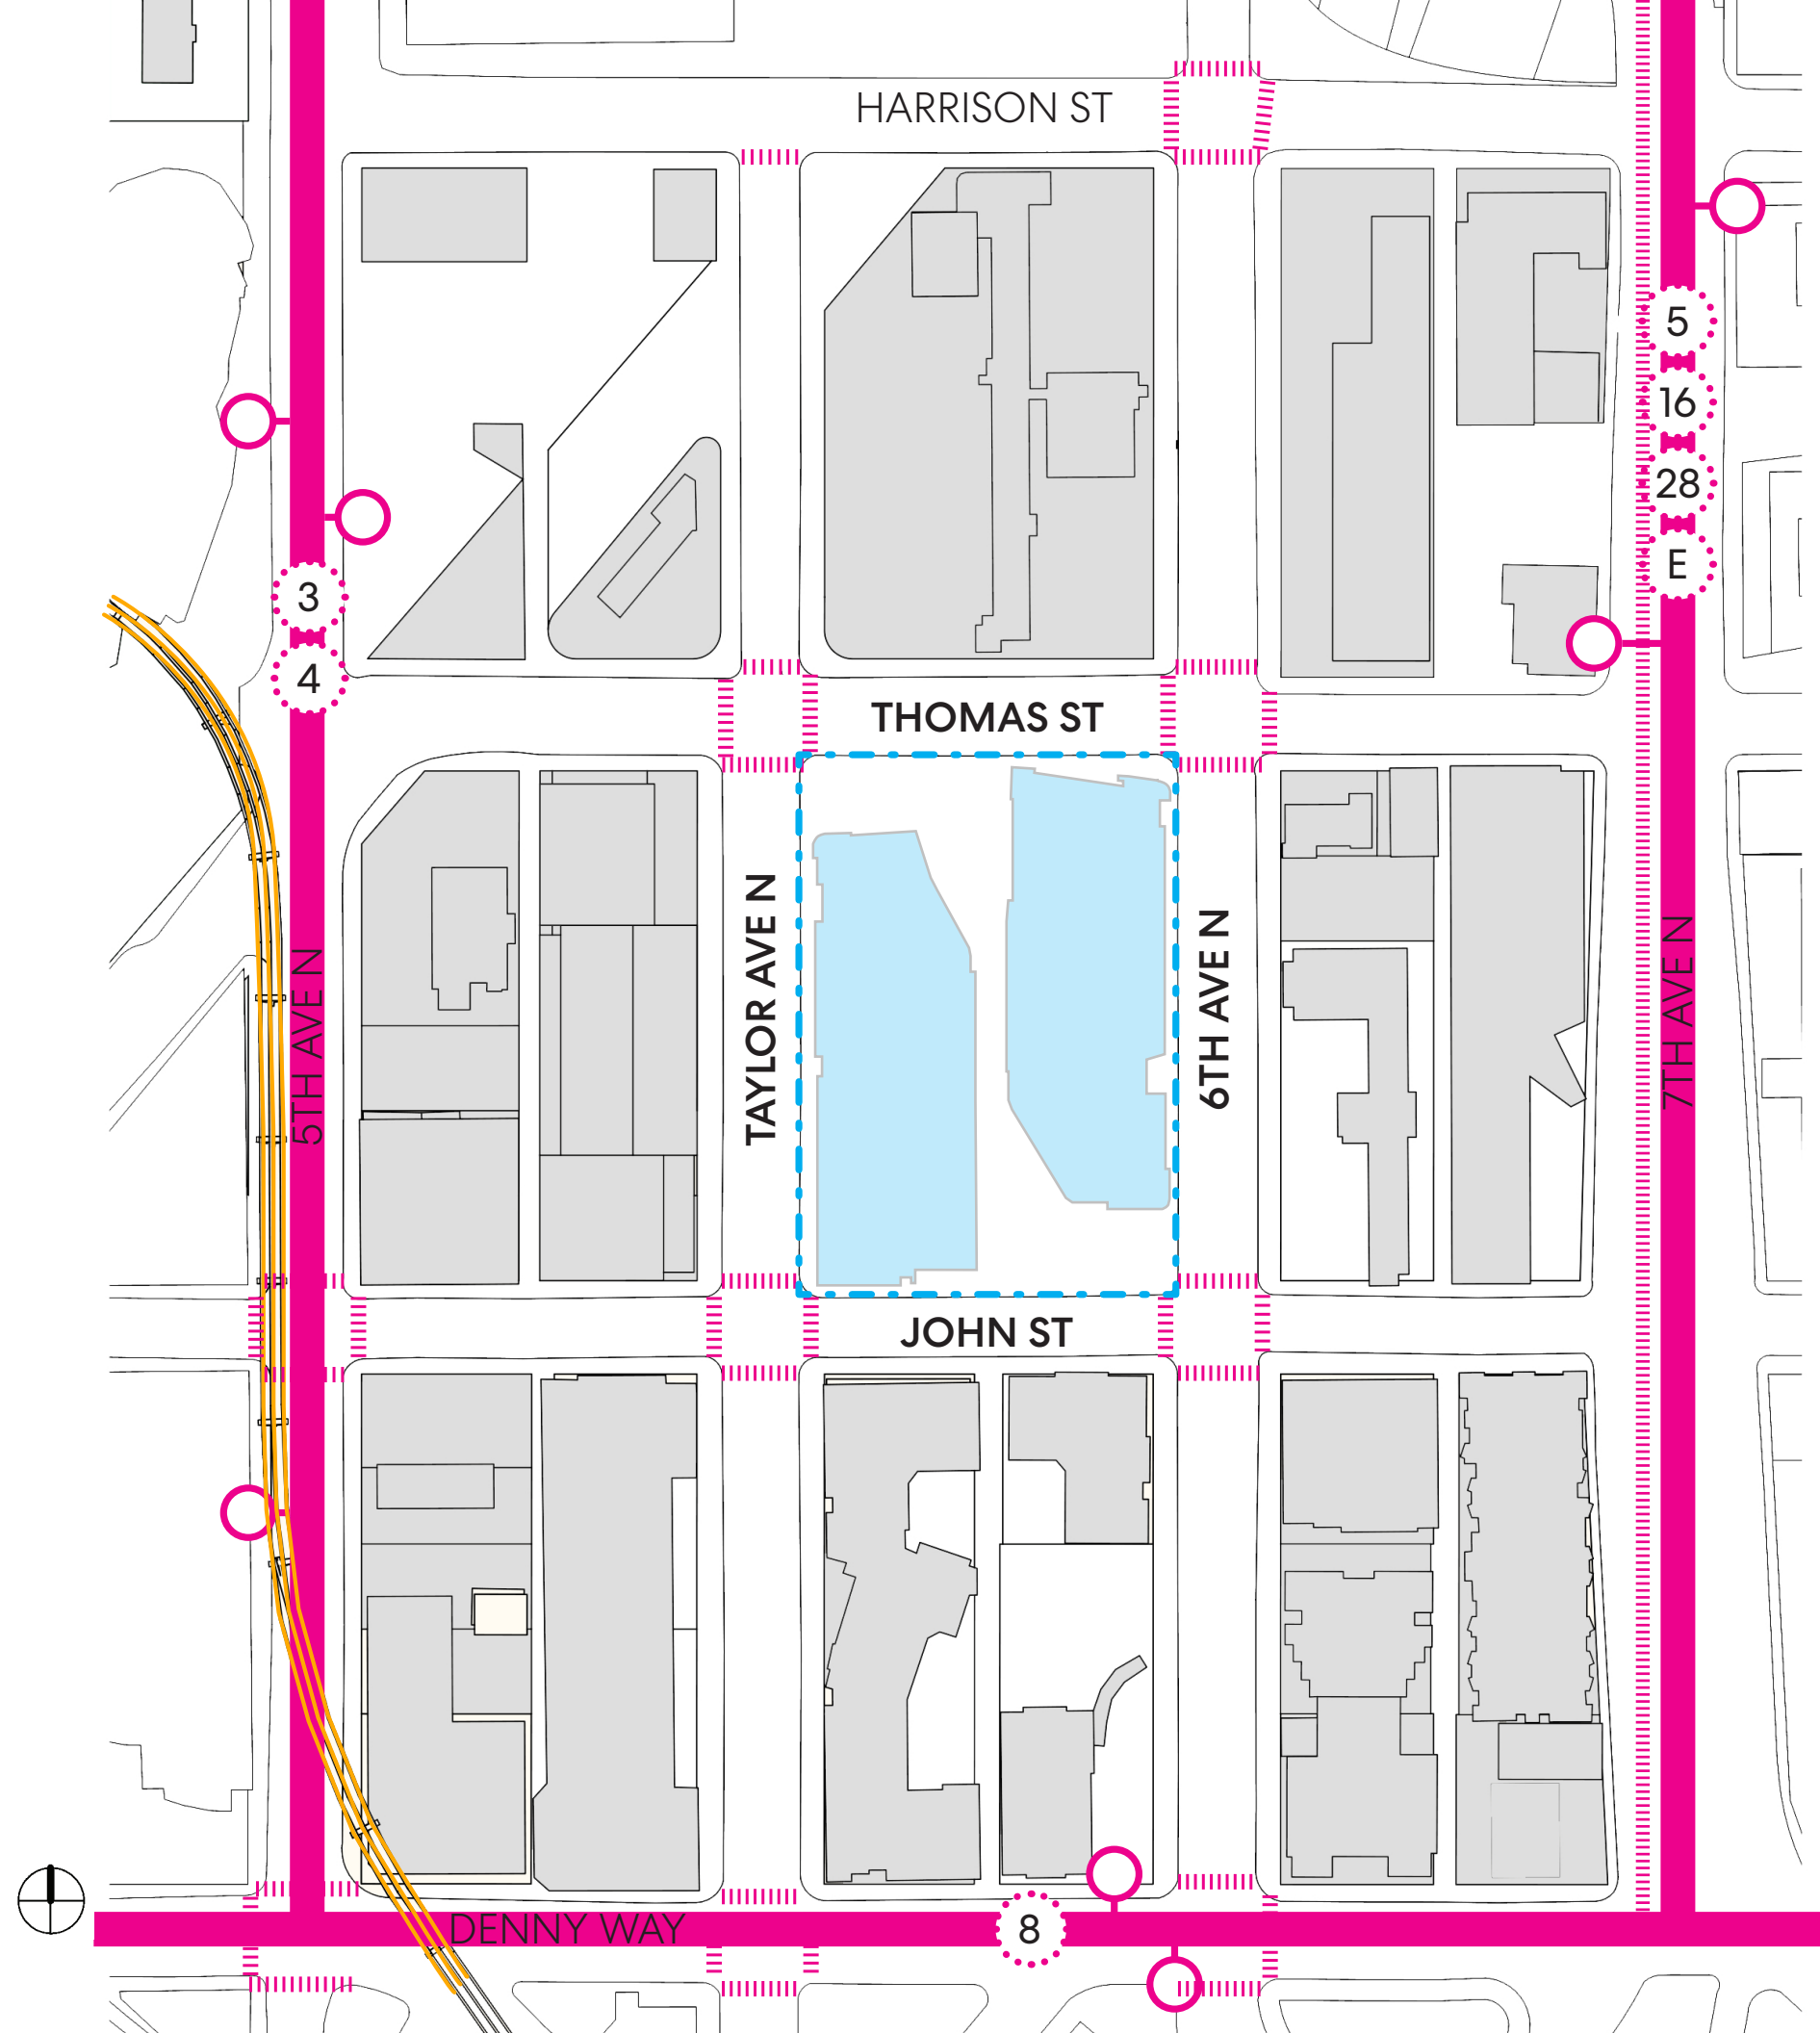 HARRISON ST
5
16
28
E
3
4
THOMAS ST
5TH AVE N
TAYLOR AVE N
6TH AVE N
7TH AVE N
JOHN ST
DENNY WAY
8